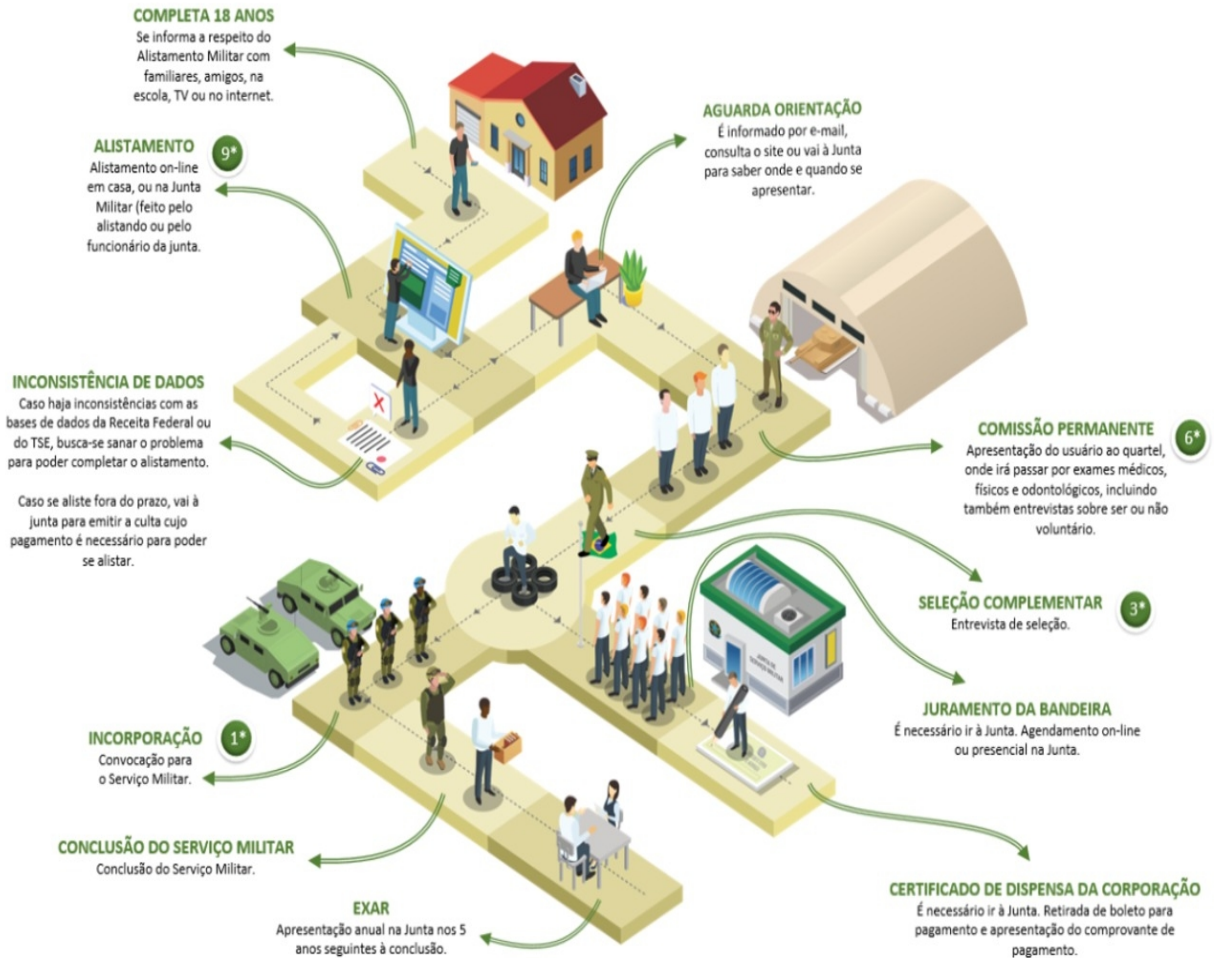 COMPLETA 18 ANOS
Se informa a respeito do
Alistamento Militar com
familiares, amigos, na
escola, TV ou no internet.
ALISTAMENTO
9*
Alistamento on-line
em casa, ou na Junta
Militar (feito pelo
alistando ou pelo
funcionário da junta.
AGUARDA ORIENTAÇÃO
É informado por e-mail,
consulta o site ou vai à Junta
para saber onde e quando se
apresentar.
INCONSISTÊNCIA DE DADOS
Caso haja inconsistências com as
bases de dados da Receita Federal ou
do TSE, busca-se sanar o problema
para poder completar o alistamento.
Caso se aliste fora do prazo, vai à
junta para emitir a culta cujo
pagamento é necessário para poder
se alistar.
COMISSÃO PERMANENTE
6*
Apresentação do usuário ao quartel,
onde irá passar por exames médicos,
físicos e odontológicos, incluindo
também entrevistas sobre ser ou não
voluntário.
SELEÇÃO COMPLEMENTAR
3*
Entrevista de seleção.
JUNTA DE
SERVIÇO MILITAR
JURAMENTO DA BANDEIRA
É necessário ir à Junta. Agendamento on-line
ou presencial na Junta.
INCORPORAÇÃO
1*
Convocação para
o Serviço Militar.
CONCLUSÃO DO SERVIÇO MILITAR
Conclusão do Serviço Militar.
EXAR
Apresentação anual na Junta nos 5
anos seguintes à conclusão.
CERTIFICADO DE DISPENSA DA CORPORAÇÃO
É necessário ir à Junta. Retirada de boleto para
pagamento e apresentação do comprovante de
pagamento.